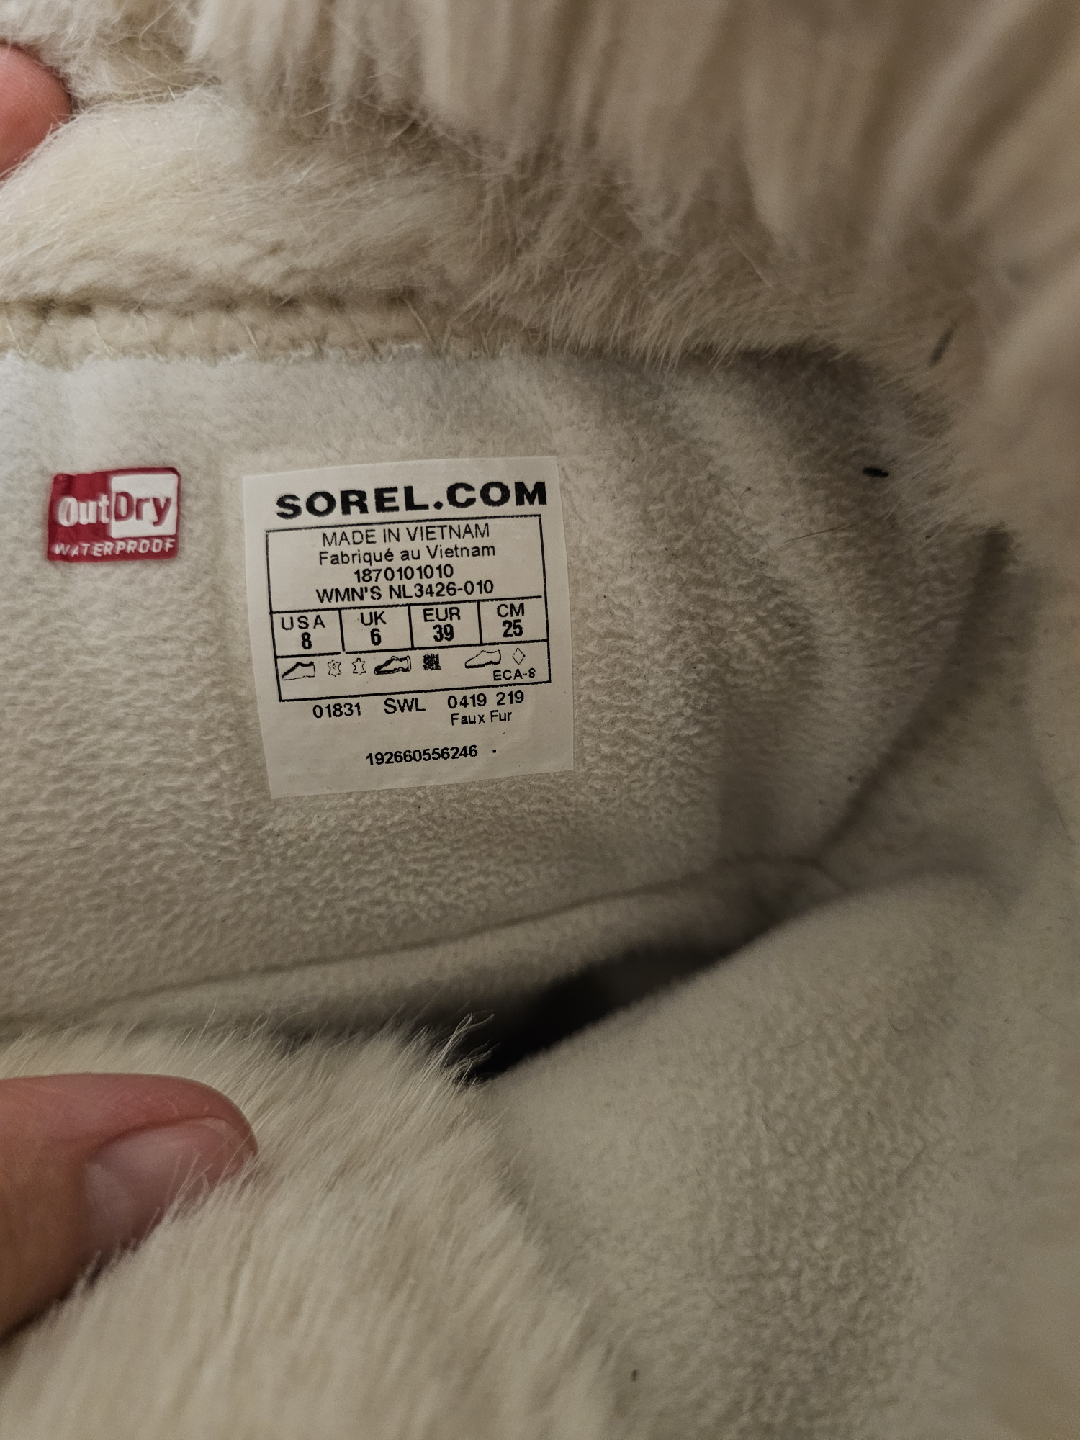 OutDry
WATERPROOF
SOREL.COM
MADE IN VIETNAM
Fabriqué au Vietnam
1870101010
WMN'S NL3426-010
USA UK EUR CM
8 6 39 25
ECA-8
01831 SWL 0419 219
Faux Fur
192660556246